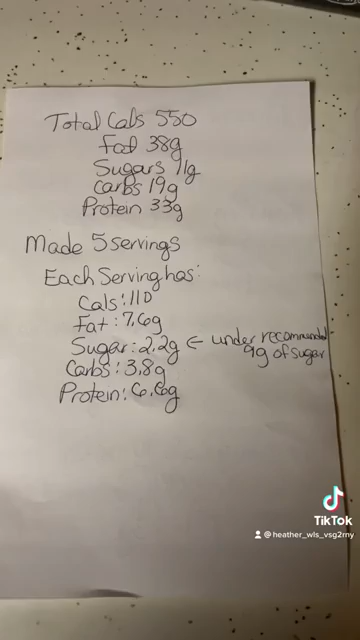 Total Cals 550
Fat 38g
Sugars 11g
Carbs 19g
Protein 33g
Made 5 servings
Each Serving has:
Cals: 110
Fat: 7.6g
Sugar: 2.2g ← under recommended
9g of sugar
Carbs: 3.8g
Protein: 6.6g
TikTok
@heather_wls_vsg2rny